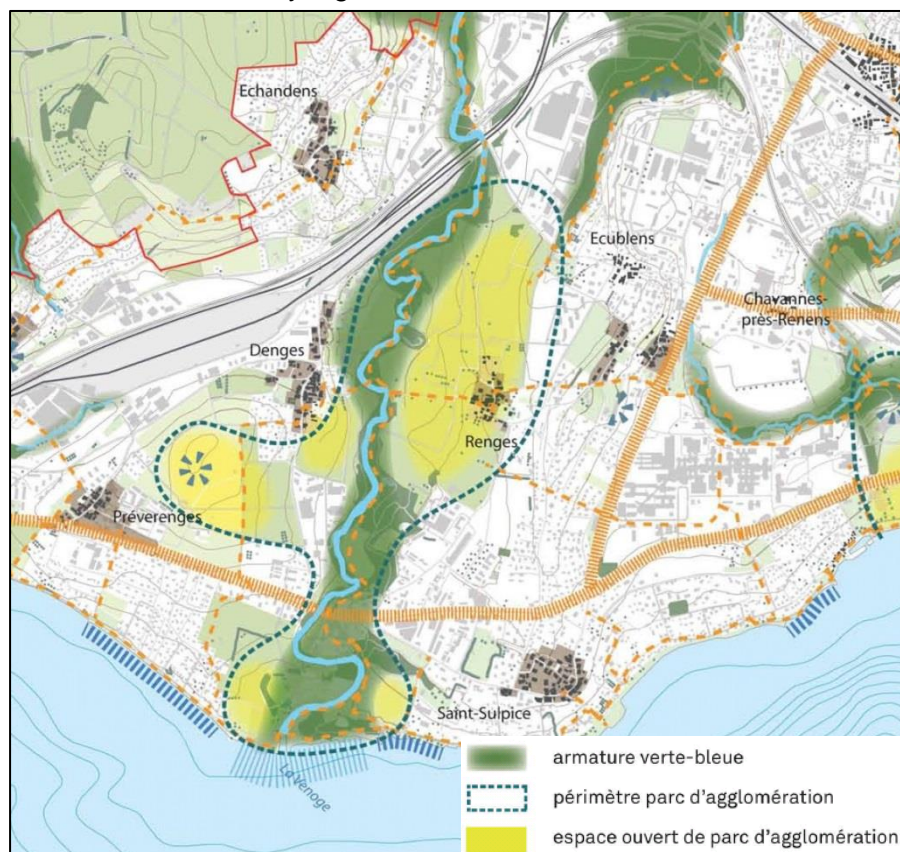 Echandens
Ecublens
Chavannes-
près-Renens
Denges
Renges
Préverenges
Saint-Sulpice
La Venoge
armature verte-bleue
périmètre parc d'agglomération
espace ouvert de parc d'agglomération